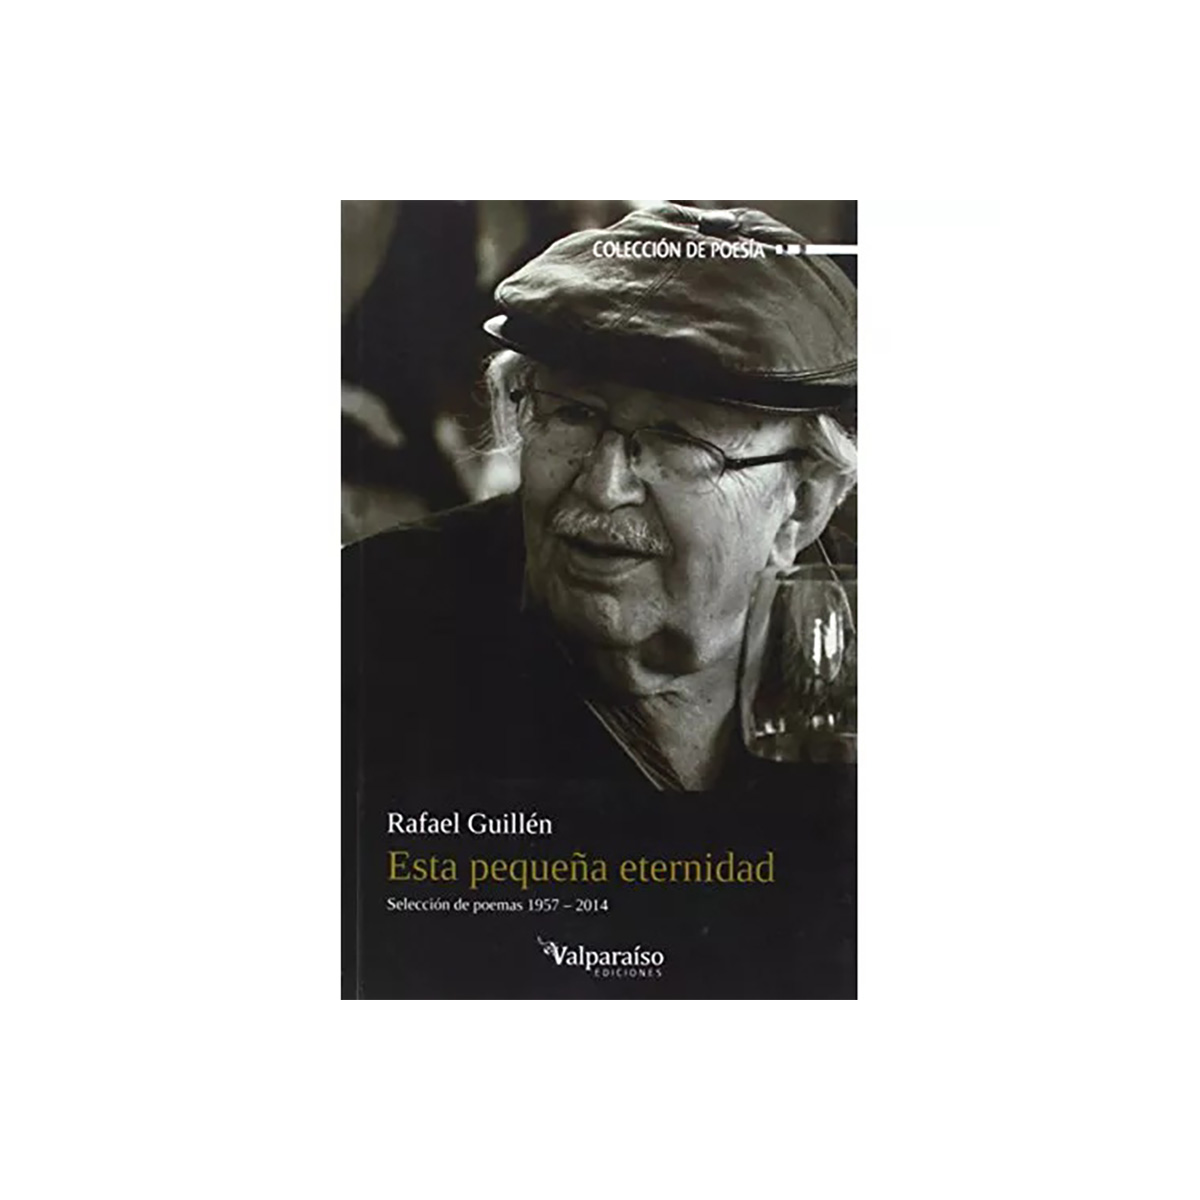 COLECCIÓN DE POESÍA
Rafael Guillén
Esta pequeña eternidad
Selección de poemas 1957 – 2014
Valparaíso
EDICIONES